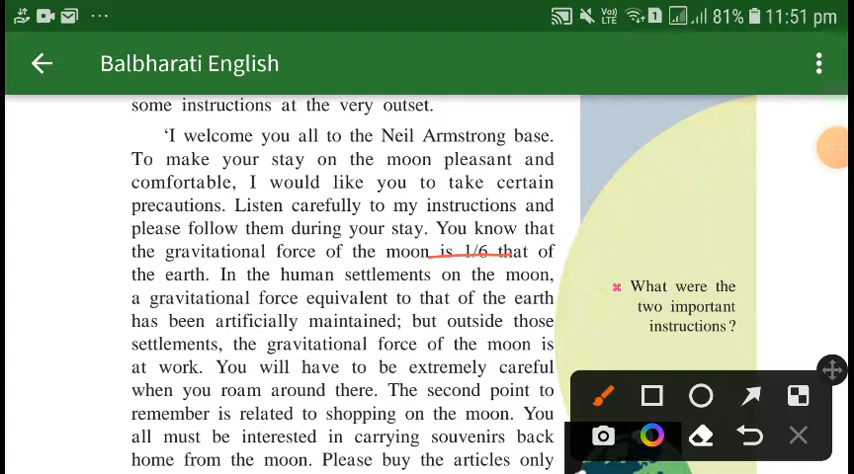 81% 11:51 pm
Balbharati English
some instructions at the very outset.
‘I welcome you all to the Neil Armstrong base.
To make your stay on the moon pleasant and
comfortable, I would like you to take certain
precautions. Listen carefully to my instructions and
please follow them during your stay. You know that
the gravitational force of the moon is 1/6 that of
the earth. In the human settlements on the moon,
a gravitational force equivalent to that of the earth
has been artificially maintained; but outside those
settlements, the gravitational force of the moon is
at work. You will have to be extremely careful
when you roam around there. The second point to
remember is related to shopping on the moon. You
all must be interested in carrying souvenirs back
home from the moon. Please buy the articles only
What were the
two important
instructions ?